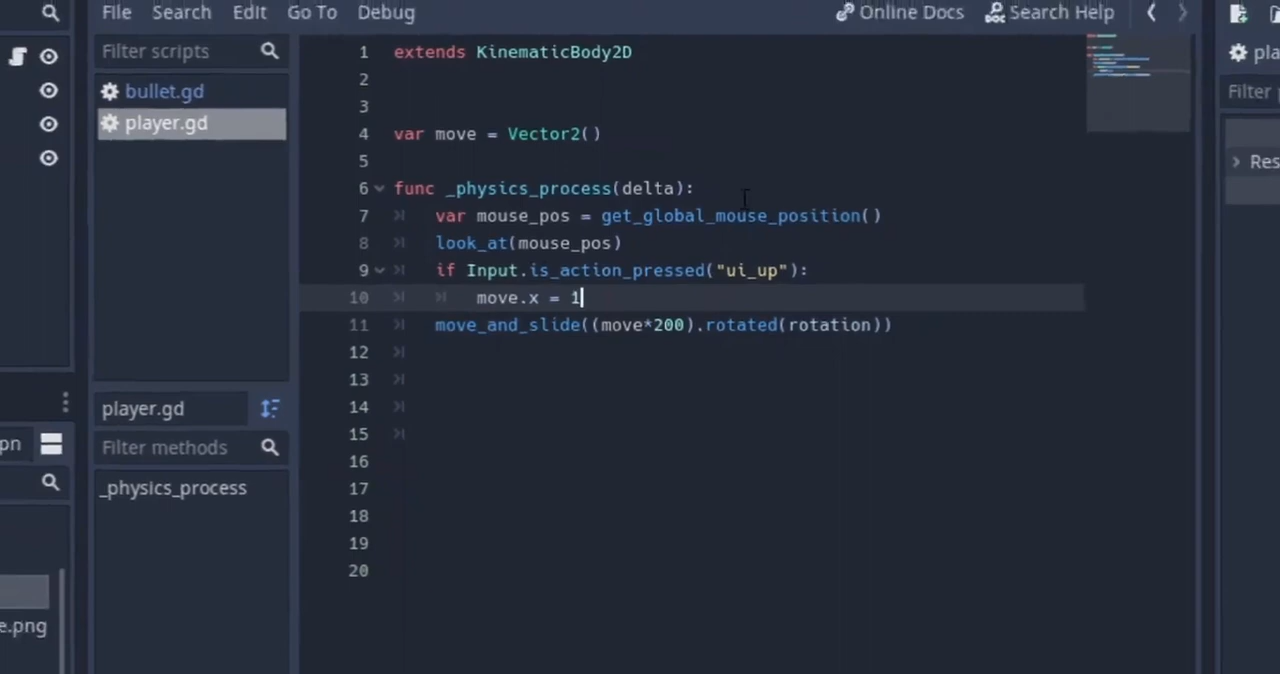 File Search Edit Go To Debug Online Docs Search Help
Filter scripts
bullet.gd
player.gd
player.gd
Filter methods
_physics_process
1 extends KinematicBody2D
2
3
4 var move = Vector2()
5
6 func _physics_process(delta):
7 var mouse_pos = get_global_mouse_position()
8 look_at(mouse_pos)
9 if Input.is_action_pressed("ui_up"):
10 move.x = 1
11 move_and_slide((move*200).rotated(rotation))
12
13
14
15
16
17
18
19
20
pla
Filter
Res
pn
e.png